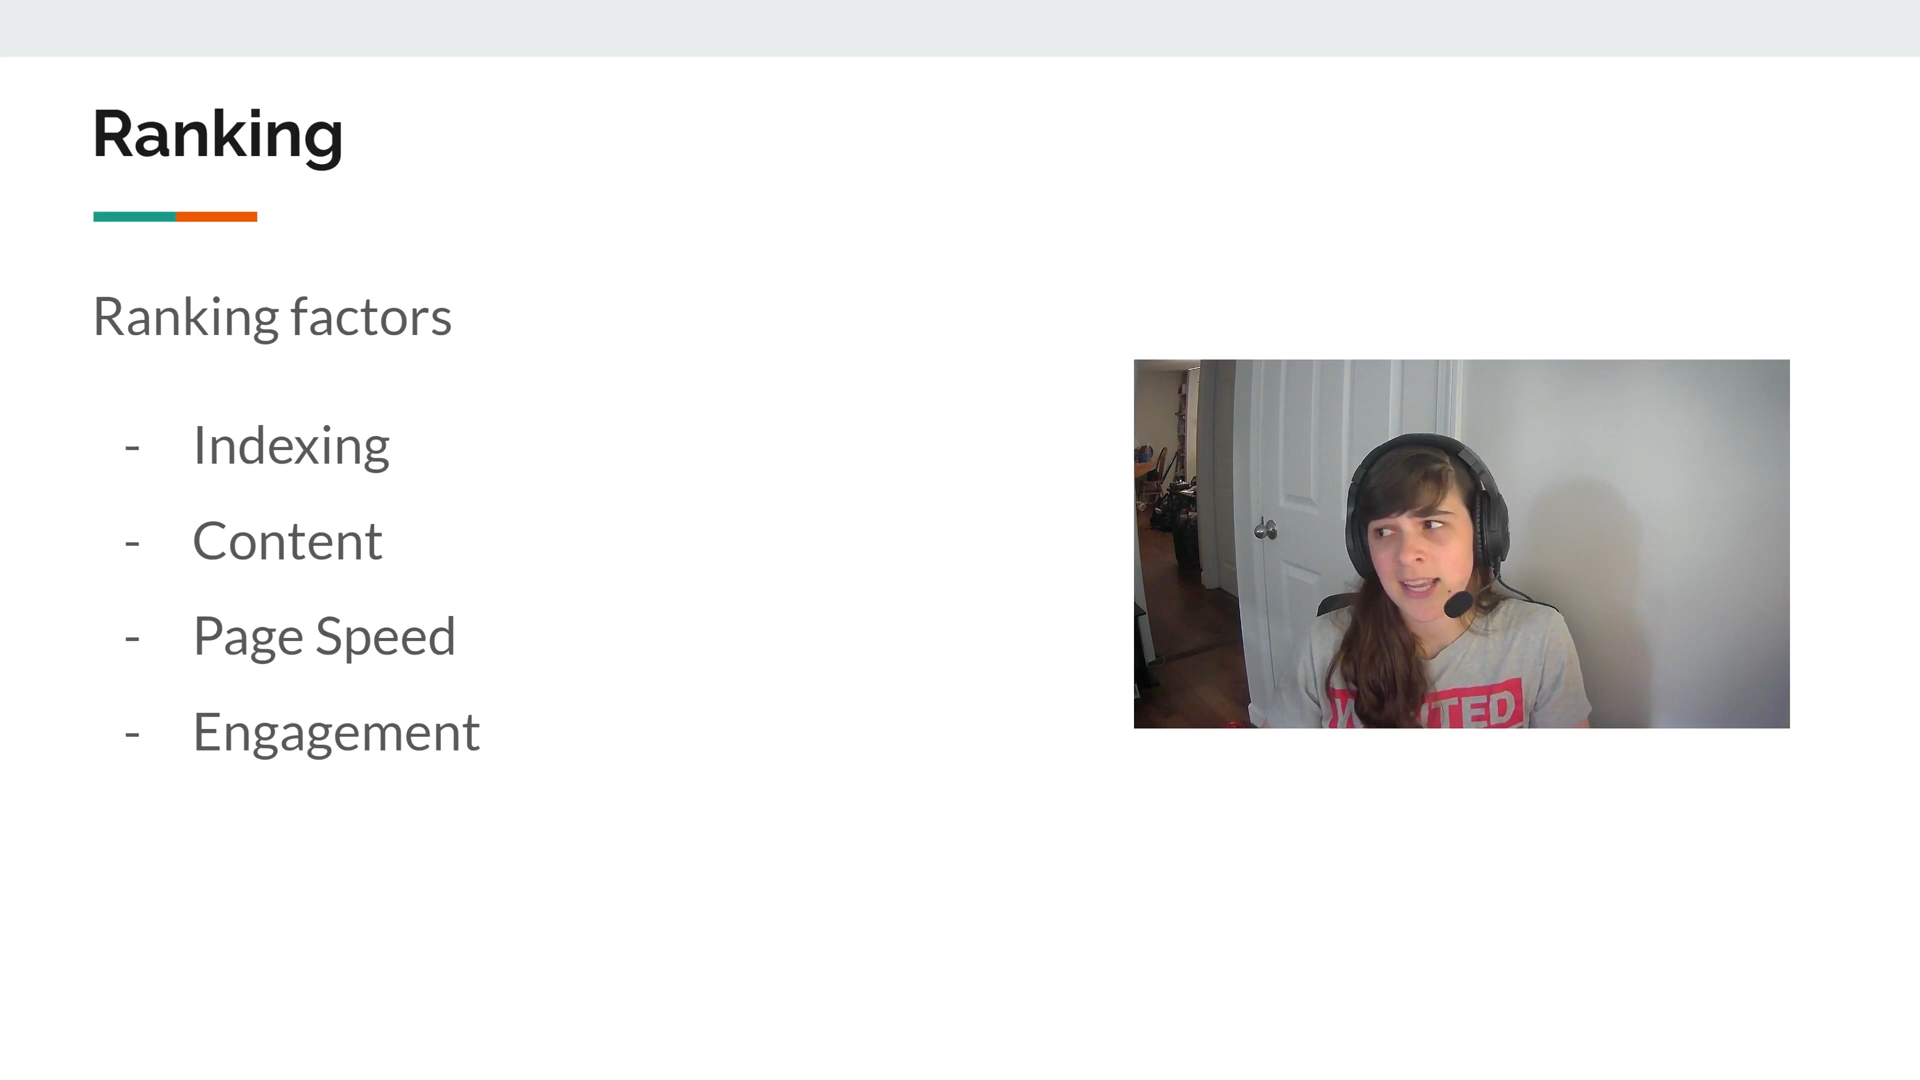 Ranking
Ranking factors
- Indexing
- Content
- Page Speed
- Engagement